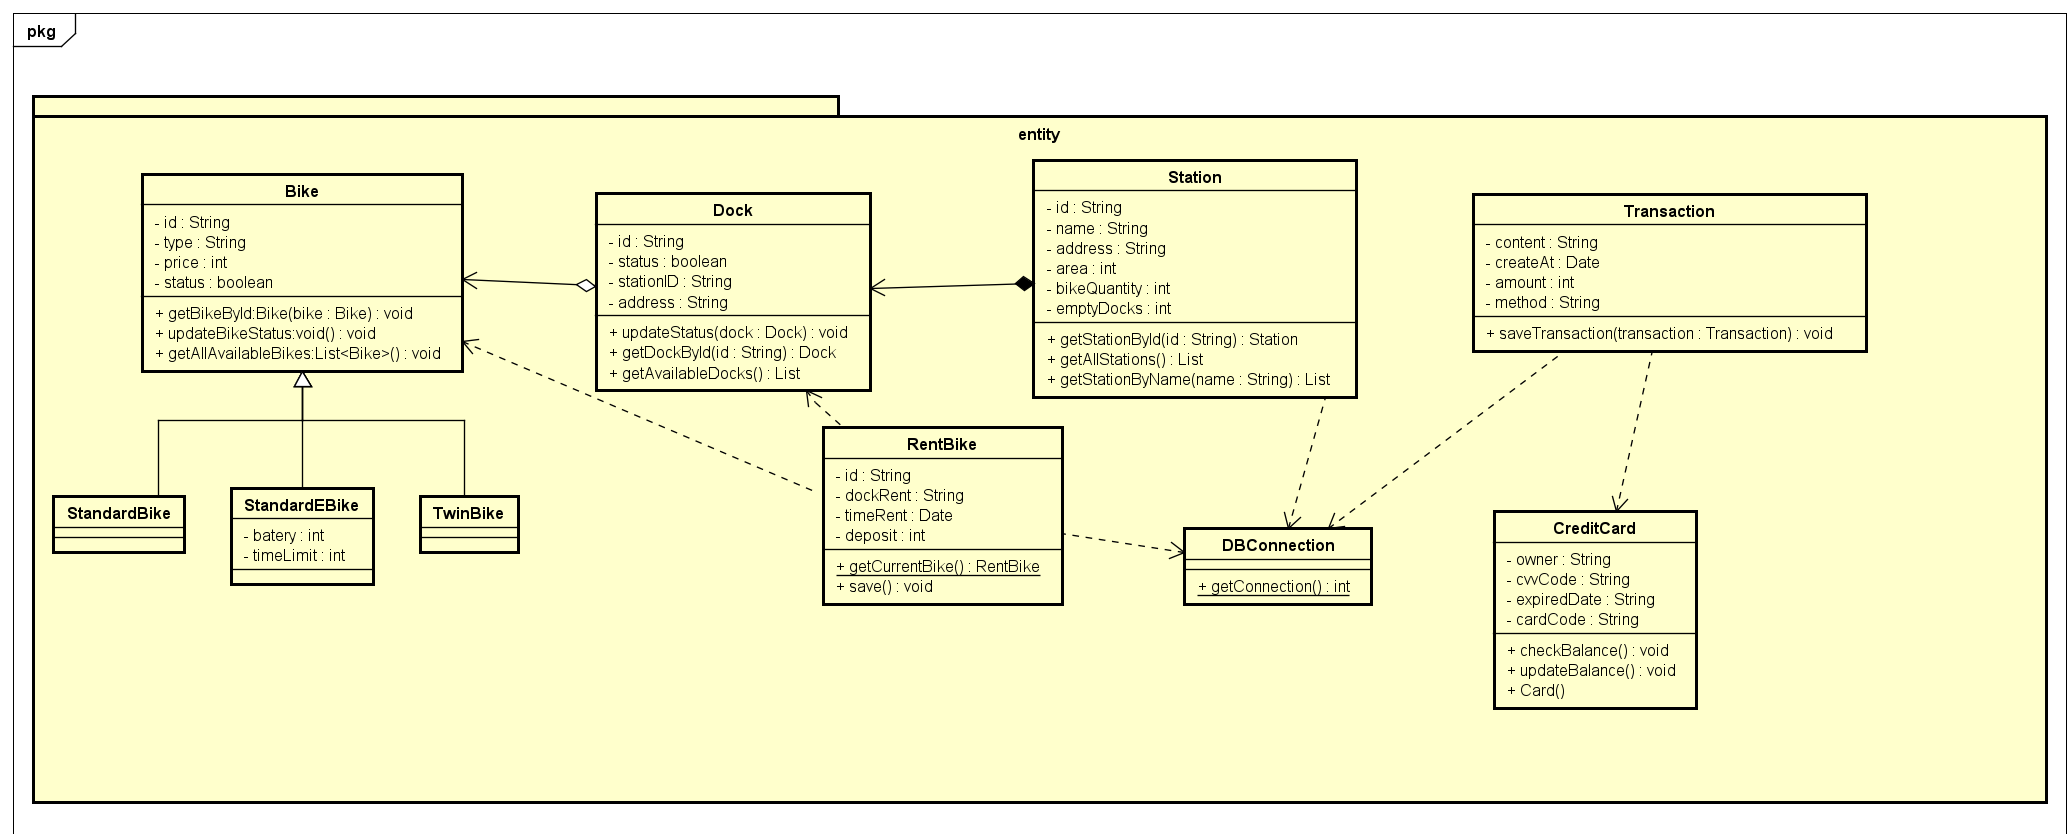 pkg
entity
Bike
- id : String
- type : String
- price : int
- status : boolean
+ getBikeById:Bike(bike : Bike) : void
+ updateBikeStatus:void() : void
+ getAllAvailableBikes:List<Bike>() : void
Dock
- id : String
- status : boolean
- stationID : String
- address : String
+ updateStatus(dock : Dock) : void
+ getDockById(id : String) : Dock
+ getAvailableDocks() : List
Station
- id : String
- name : String
- address : String
- area : int
- bikeQuantity : int
- emptyDocks : int
+ getStationById(id : String) : Station
+ getAllStations() : List
+ getStationByName(name : String) : List
Transaction
- content : String
- createAt : Date
- amount : int
- method : String
+ saveTransaction(transaction : Transaction) : void
StandardBike
StandardEBike
- batery : int
- timeLimit : int
TwinBike
RentBike
- id : String
- dockRent : String
- timeRent : Date
- deposit : int
+ getCurrentBike() : RentBike
+ save() : void
DBConnection
+ getConnection() : int
CreditCard
- owner : String
- cvvCode : String
- expiredDate : String
- cardCode : String
+ checkBalance() : void
+ updateBalance() : void
+ Card()